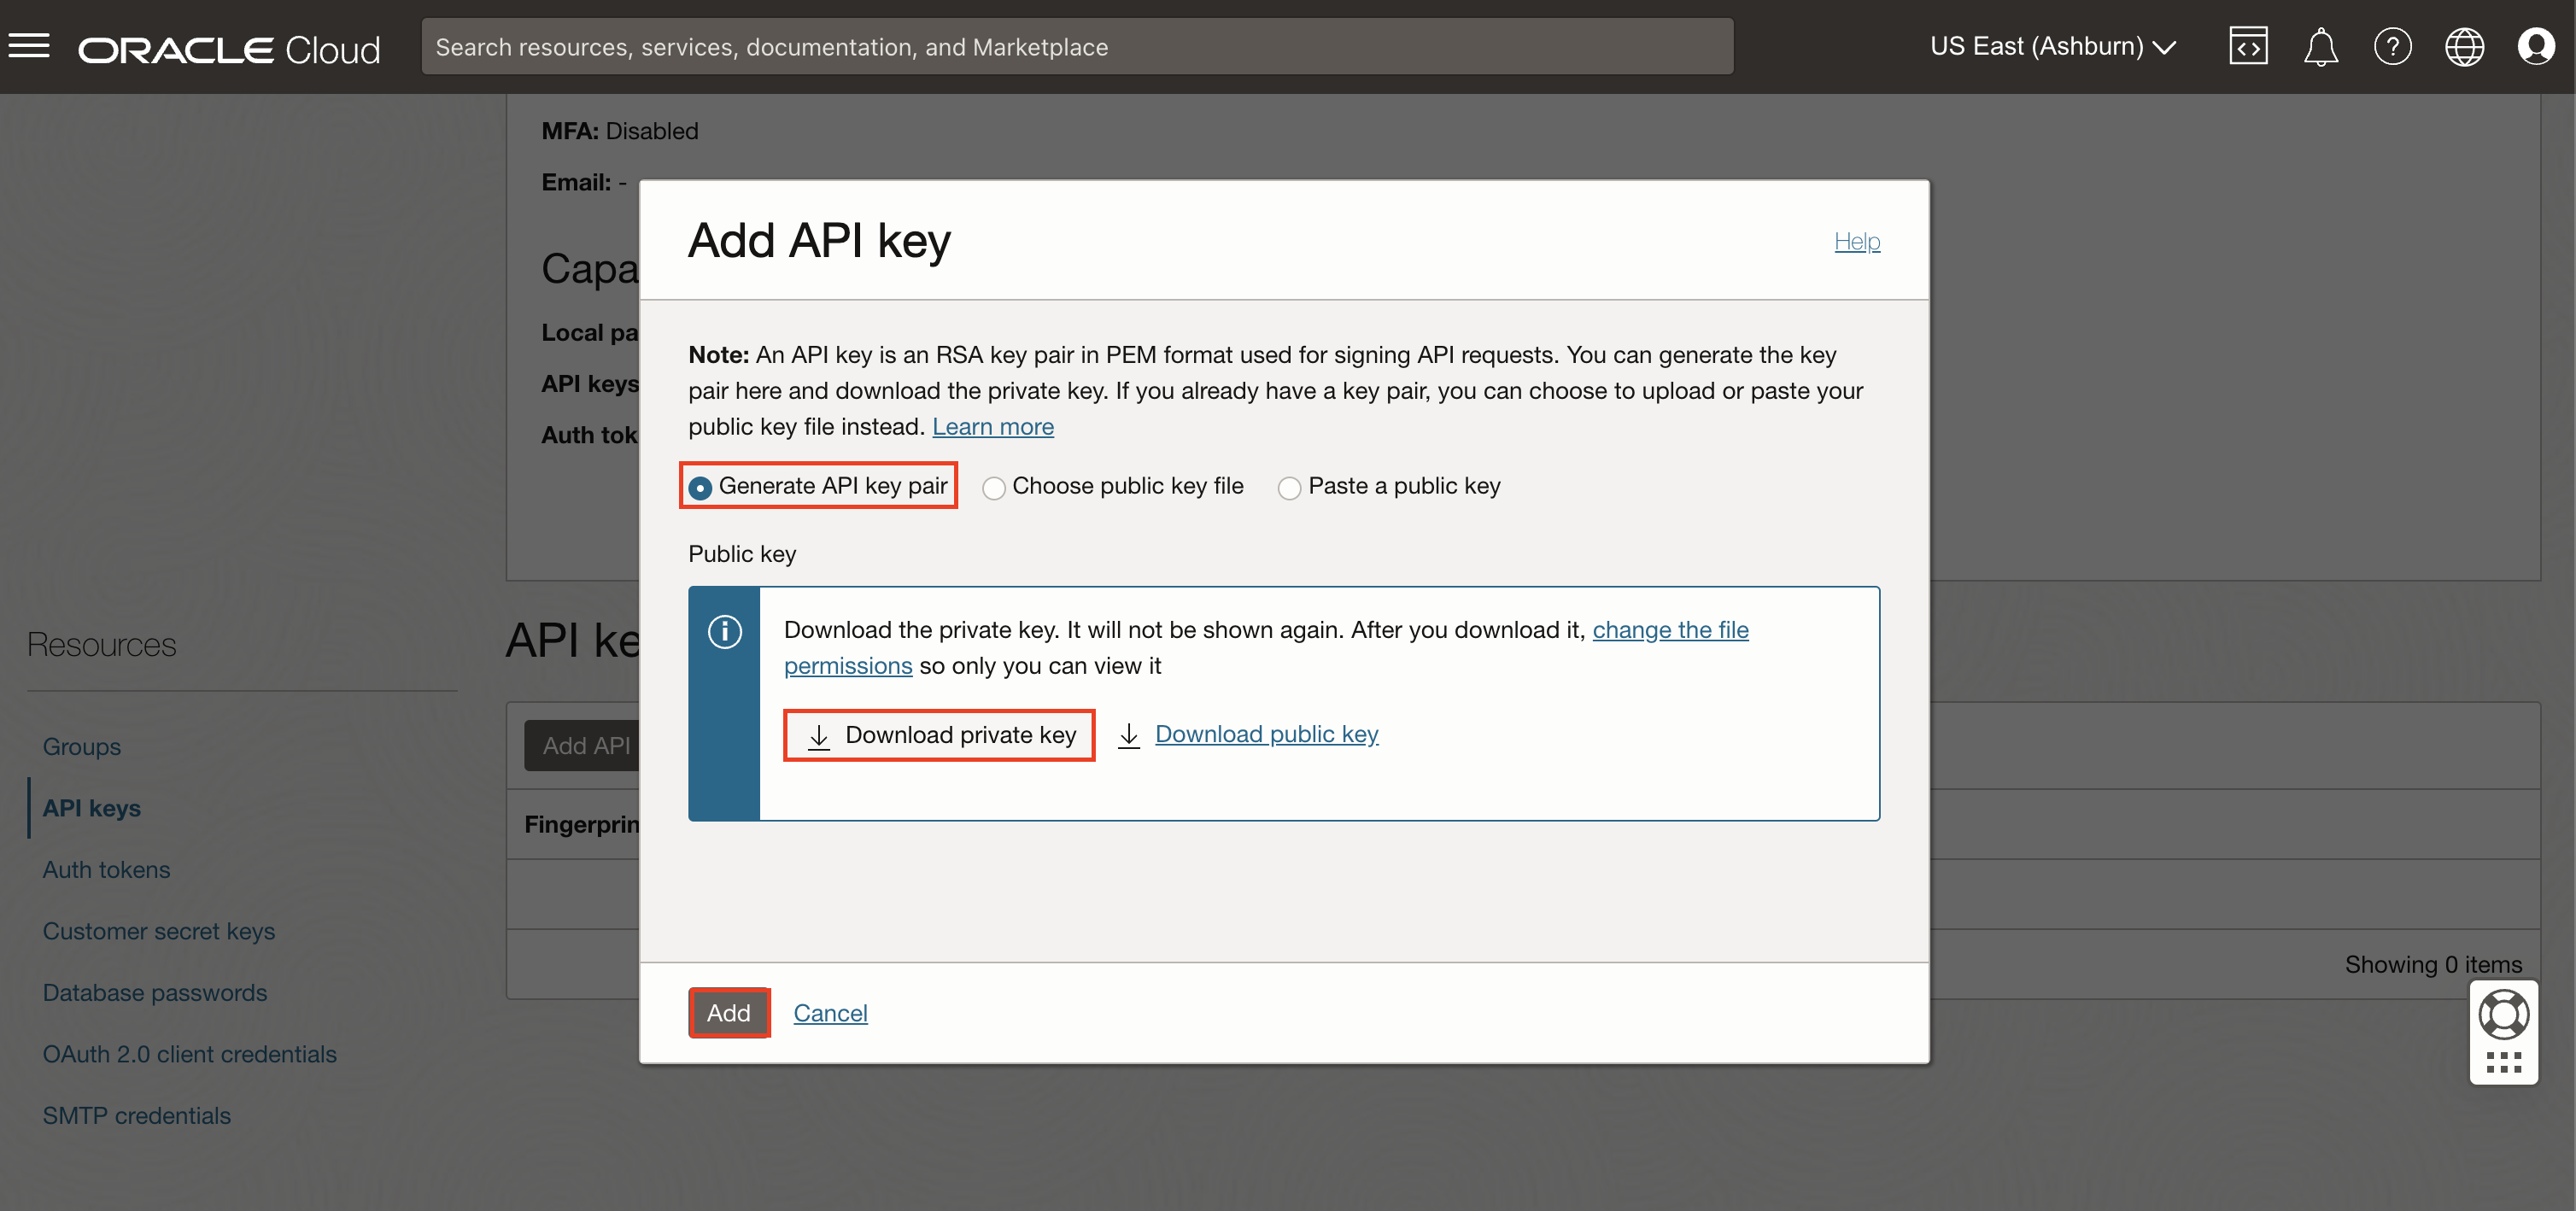 ORACLE Cloud
Search resources, services, documentation, and Marketplace
US East (Ashburn)
MFA: Disabled
Email: -
Capa
Local pa
API keys
Auth tok
Add API key
Help
Note: An API key is an RSA key pair in PEM format used for signing API requests. You can generate the key
pair here and download the private key. If you already have a key pair, you can choose to upload or paste your
public key file instead. Learn more
Generate API key pair
Choose public key file
Paste a public key
Public key
Download the private key. It will not be shown again. After you download it, change the file
permissions so only you can view it
Download private key
Download public key
Add
Cancel
Resources
Groups
API keys
Auth tokens
Customer secret keys
Database passwords
OAuth 2.0 client credentials
SMTP credentials
API ke
Add API
Fingerprin
Showing 0 items